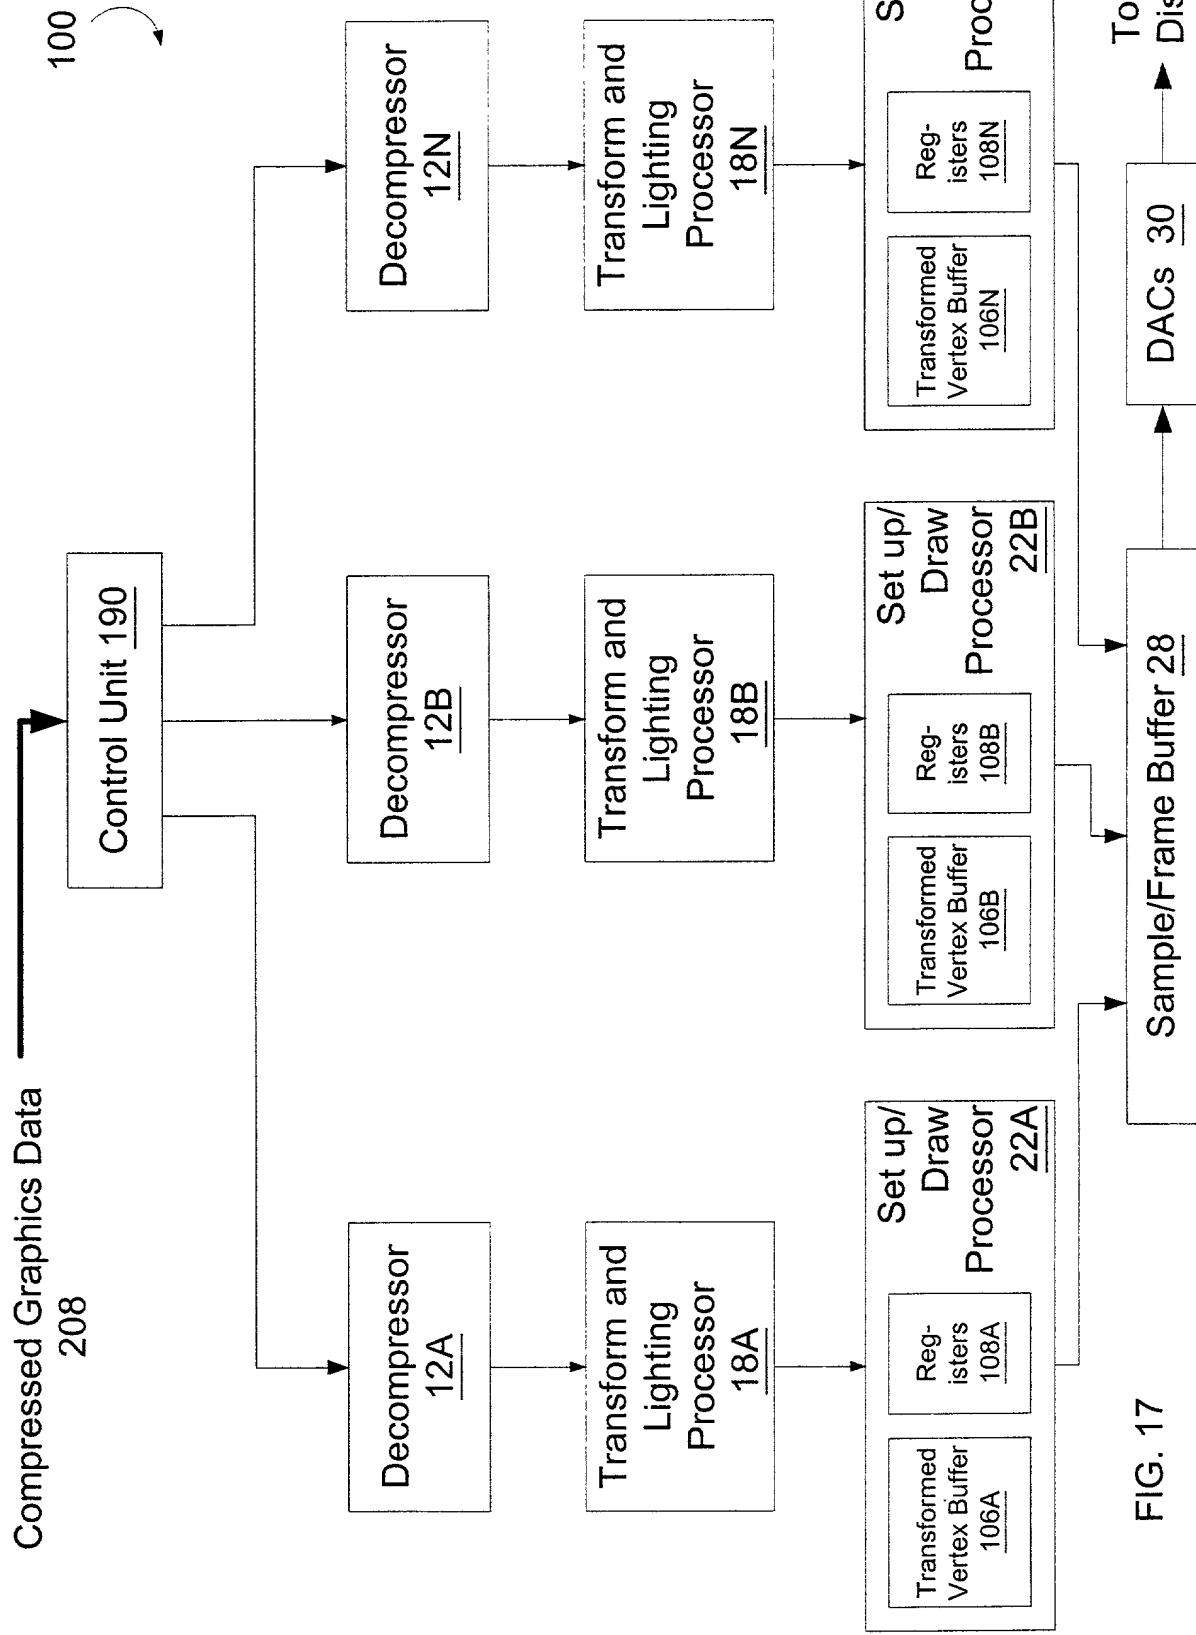 Compressed Graphics Data
208
100
Control Unit 190
Decompressor
12A
Decompressor
12B
Decompressor
12N
Transform and
Lighting
Processor
18A
Transform and
Lighting
Processor
18B
Transform and
Lighting
Processor
18N
Set up/
Draw
Processor
22A
Transformed
Vertex Buffer
106A
Reg-
isters
108A
Set up/
Draw
Processor
22B
Transformed
Vertex Buffer
106B
Reg-
isters
108B
S
Proc
Transformed
Vertex Buffer
106N
Reg-
isters
108N
Sample/Frame Buffer 28
DACs 30
To
Dis
FIG. 17